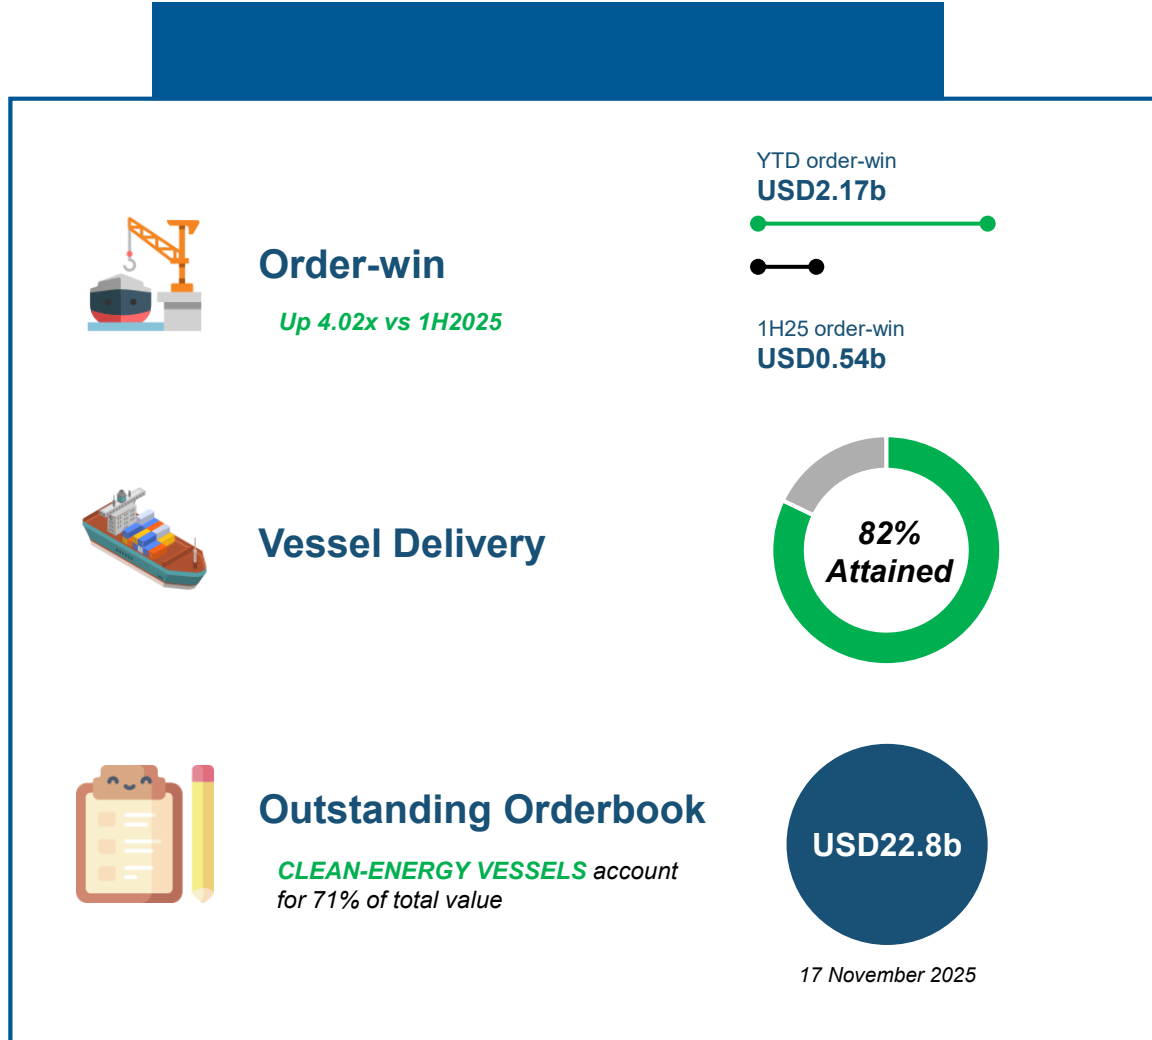 YTD order-win
USD2.17b
Order-win
Up 4.02x vs 1H2025
1H25 order-win
USD0.54b
Vessel Delivery
82%
Attained
Outstanding Orderbook
CLEAN-ENERGY VESSELS account
for 71% of total value
USD22.8b
17 November 2025